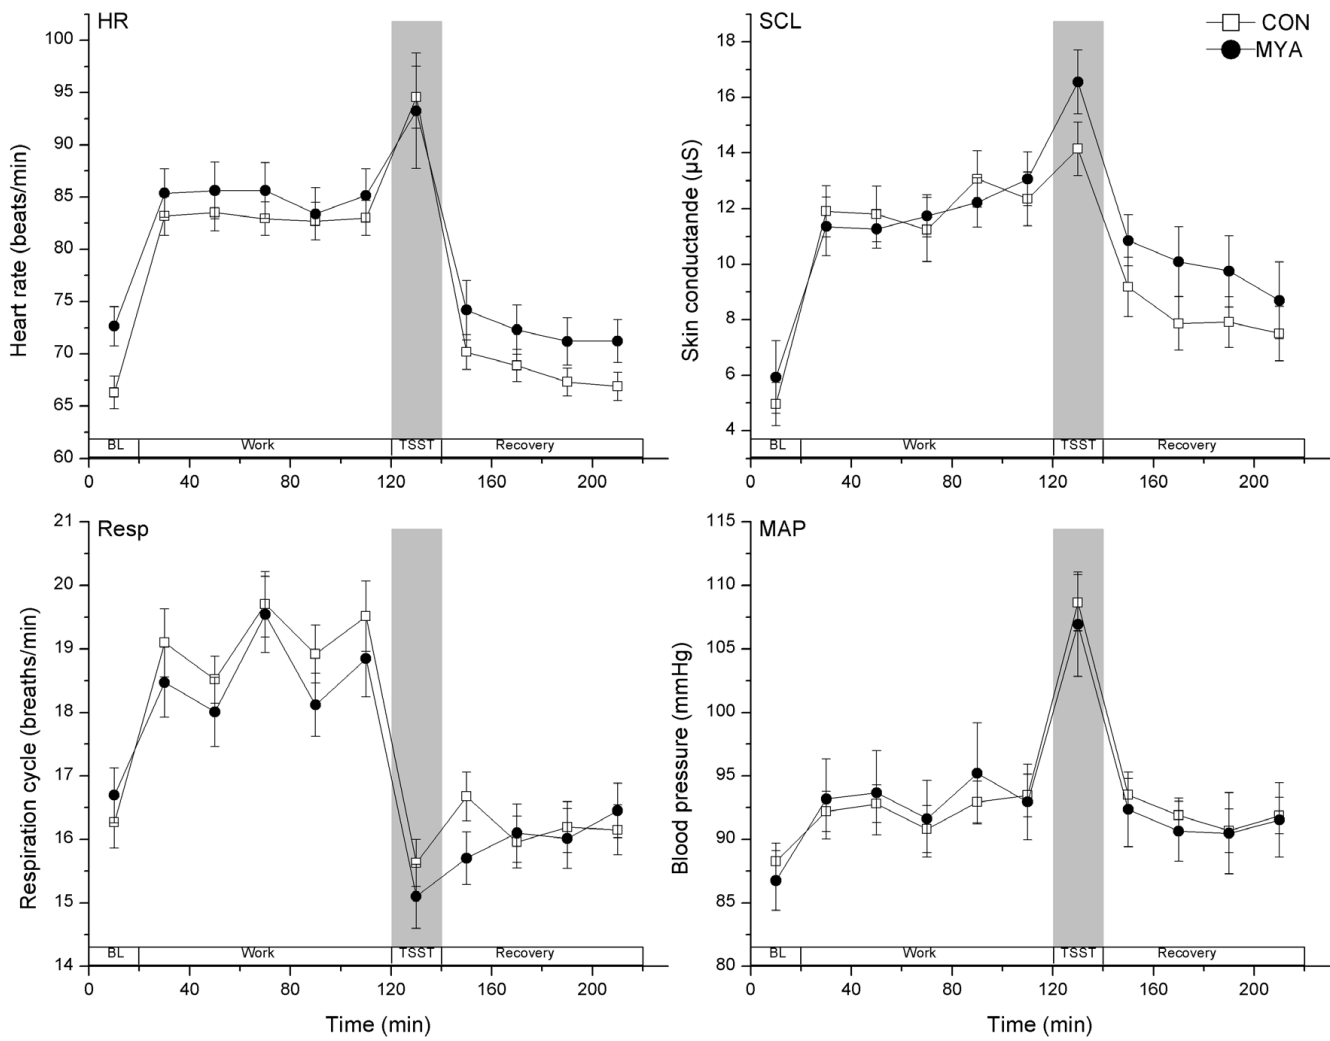 HR
100
95
90
85
80
75
70
65
60
Heart rate (beats/min)
BL Work TSST Recovery
0 40 80 120 160 200
SCL
CON
MYA
18
16
14
12
10
8
6
4
Skin conductande (µS)
BL Work TSST Recovery
0 40 80 120 160 200
Resp
21
20
19
18
17
16
15
14
Respiration cycle (breaths/min)
BL Work TSST Recovery
0 40 80 120 160 200
Time (min)
MAP
115
110
105
100
95
90
85
80
Blood pressure (mmHg)
BL Work TSST Recovery
0 40 80 120 160 200
Time (min)